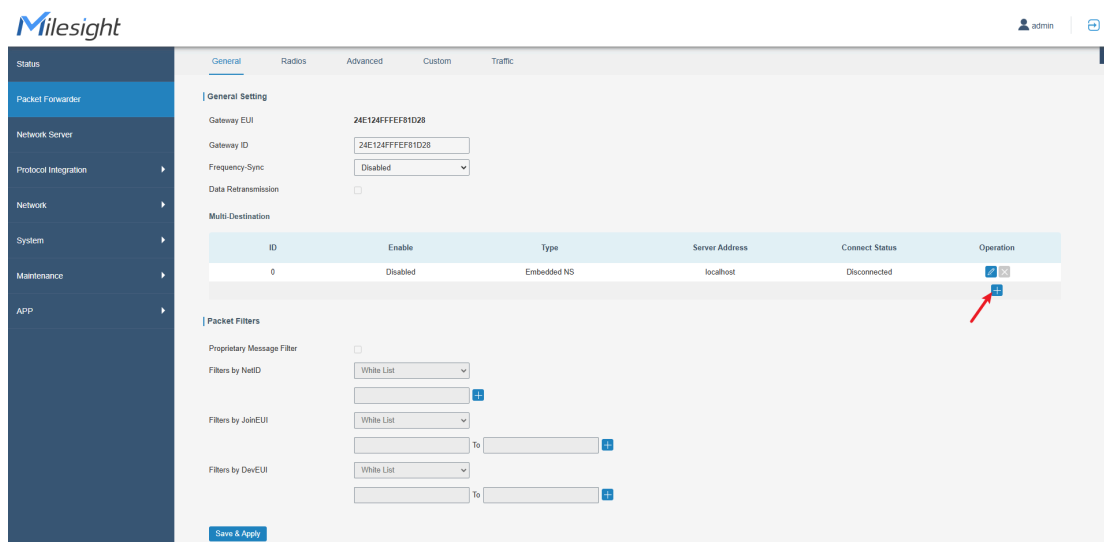 Milesight
admin
Status
Packet Forwarder
Network Server
Protocol Integration
Network
System
Maintenance
APP
General Radios Advanced Custom Traffic
General Setting
Gateway EUI 24E124FFFEF81D28
Gateway ID 24E124FFFEF81D28
Frequency-Sync Disabled
Data Retransmission
Multi-Destination
ID Enable Type Server Address Connect Status Operation
0 Disabled Embedded NS localhost Disconnected
Packet Filters
Proprietary Message Filter
Filters by NetID White List
Filters by JoinEUI White List
To
Filters by DevEUI White List
To
Save & Apply